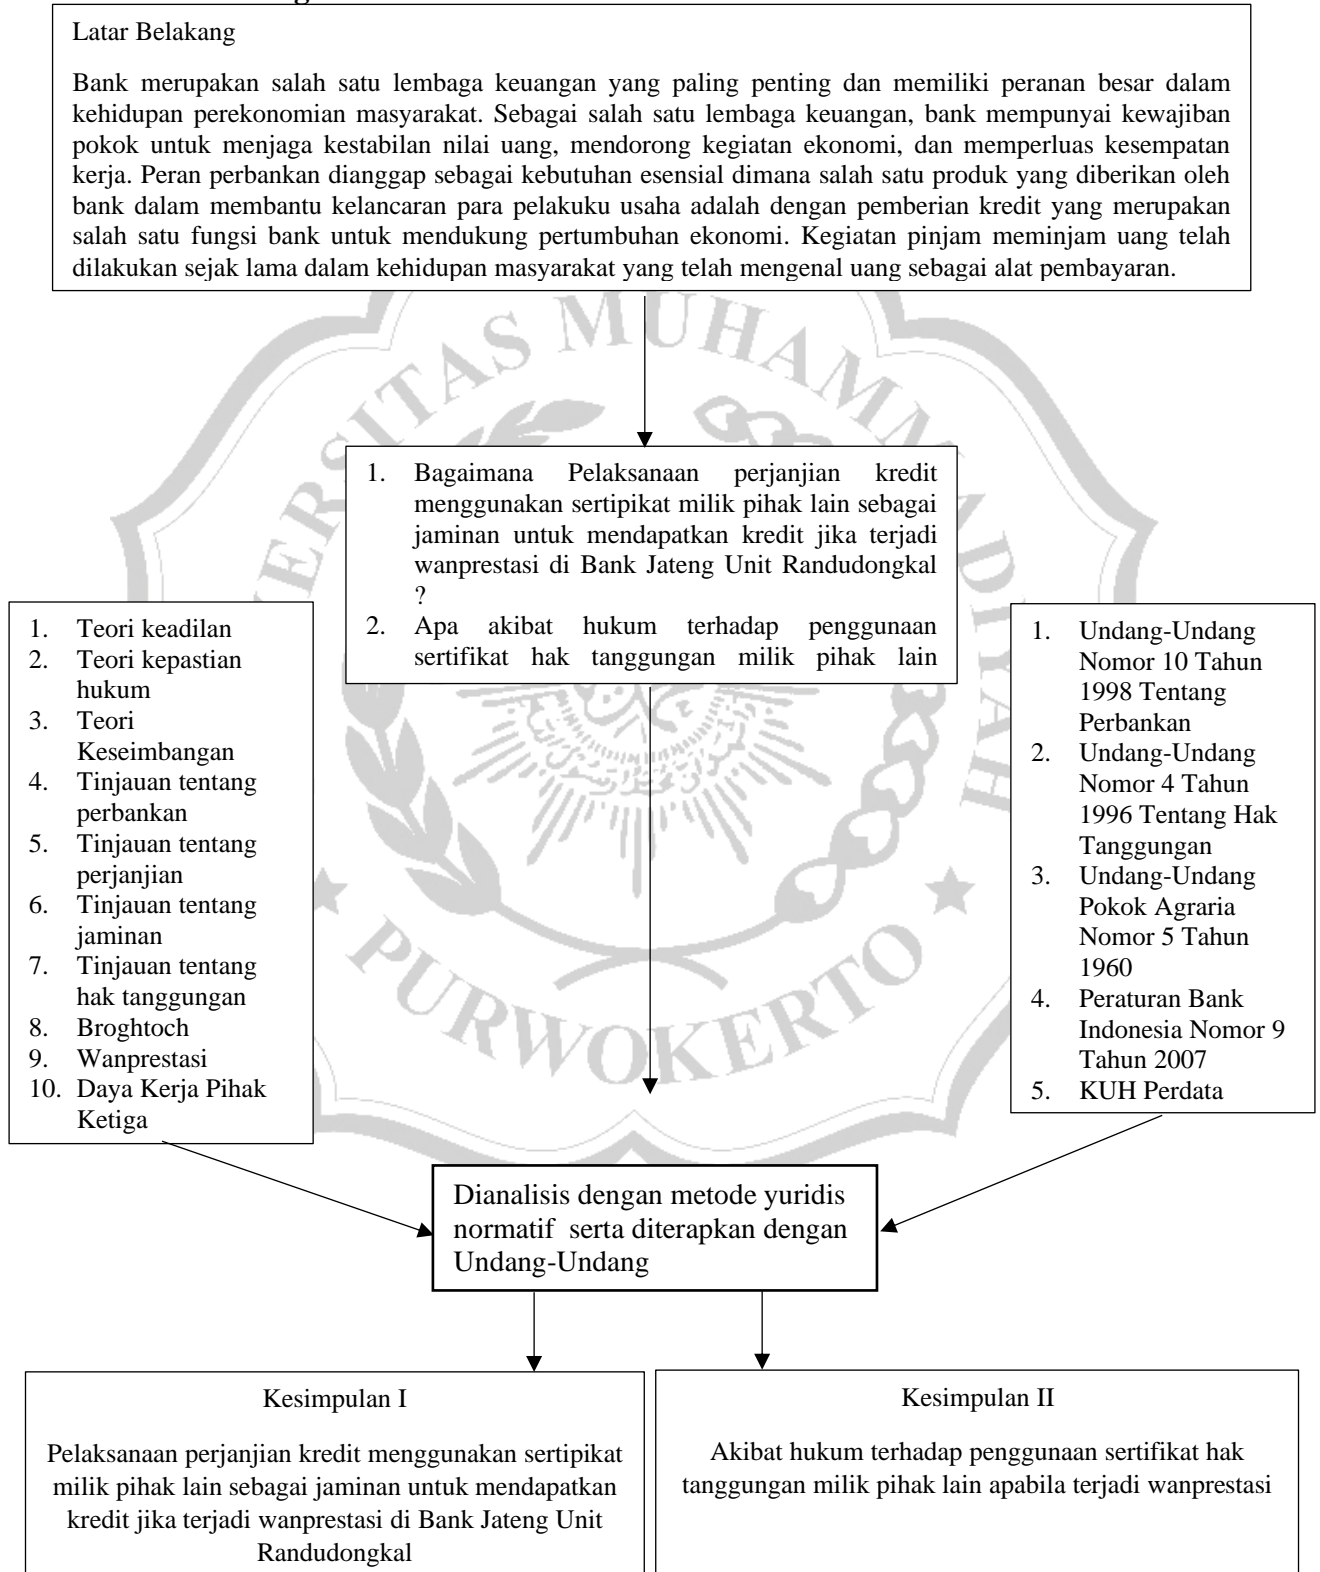 Latar Belakang
Bank merupakan salah satu lembaga keuangan yang paling penting dan memiliki peranan besar dalam
kehidupan perekonomian masyarakat. Sebagai salah satu lembaga keuangan, bank mempunyai kewajiban
pokok untuk menjaga kestabilan nilai uang, mendorong kegiatan ekonomi, dan memperluas kesempatan
kerja. Peran perbankan dianggap sebagai kebutuhan esensial dimana salah satu produk yang diberikan oleh
bank dalam membantu kelancaran para pelakuku usaha adalah dengan pemberian kredit yang merupakan
salah satu fungsi bank untuk mendukung pertumbuhan ekonomi. Kegiatan pinjam meminjam uang telah
dilakukan sejak lama dalam kehidupan masyarakat yang telah mengenal uang sebagai alat pembayaran.
1. Bagaimana Pelaksanaan perjanjian kredit
menggunakan sertipikat milik pihak lain sebagai
jaminan untuk mendapatkan kredit jika terjadi
wanprestasi di Bank Jateng Unit Randudongkal
?
2. Apa akibat hukum terhadap penggunaan
sertifikat hak tanggungan milik pihak lain
1. Teori keadilan
2. Teori kepastian
hukum
3. Teori
Keseimbangan
4. Tinjauan tentang
perbankan
5. Tinjauan tentang
perjanjian
6. Tinjauan tentang
jaminan
7. Tinjauan tentang
hak tanggungan
8. Broghtoch
9. Wanprestasi
10. Daya Kerja Pihak
Ketiga
1. Undang-Undang
Nomor 10 Tahun
1998 Tentang
Perbankan
2. Undang-Undang
Nomor 4 Tahun
1996 Tentang Hak
Tanggungan
3. Undang-Undang
Pokok Agraria
Nomor 5 Tahun
1960
4. Peraturan Bank
Indonesia Nomor 9
Tahun 2007
5. KUH Perdata
Dianalisis dengan metode yuridis
normatif serta diterapkan dengan
Undang-Undang
Kesimpulan I
Pelaksanaan perjanjian kredit menggunakan sertipikat
milik pihak lain sebagai jaminan untuk mendapatkan
kredit jika terjadi wanprestasi di Bank Jateng Unit
Randudongkal
Kesimpulan II
Akibat hukum terhadap penggunaan sertifikat hak
tanggungan milik pihak lain apabila terjadi wanprestasi
ERSITAS MUHAMMADIYAH
PURWOKERTO